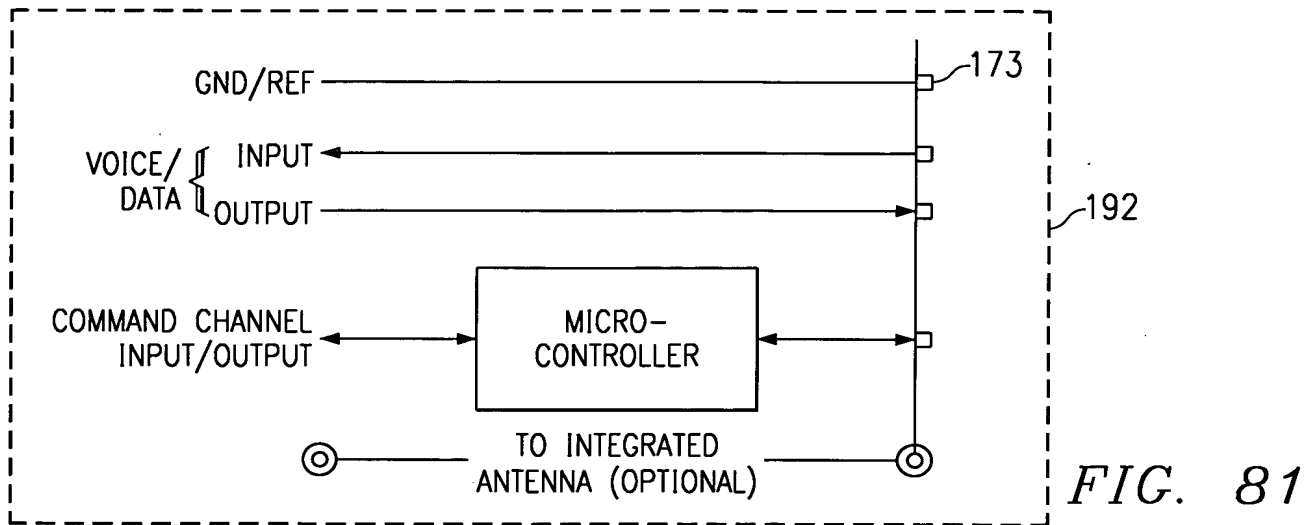 GND/REF
173
VOICE/
DATA
INPUT
OUTPUT
192
COMMAND CHANNEL
INPUT/OUTPUT
MICRO-
CONTROLLER
TO INTEGRATED
ANTENNA (OPTIONAL)
FIG. 81